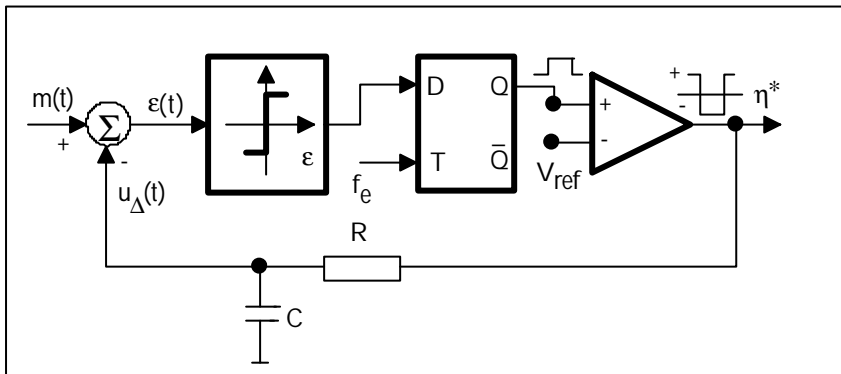 m(t)
+
Σ
-
ε(t)
u_Δ(t)
ε
f_e
D
T
Q
Q̅
V_ref
+
-
+
-
η*
R
C